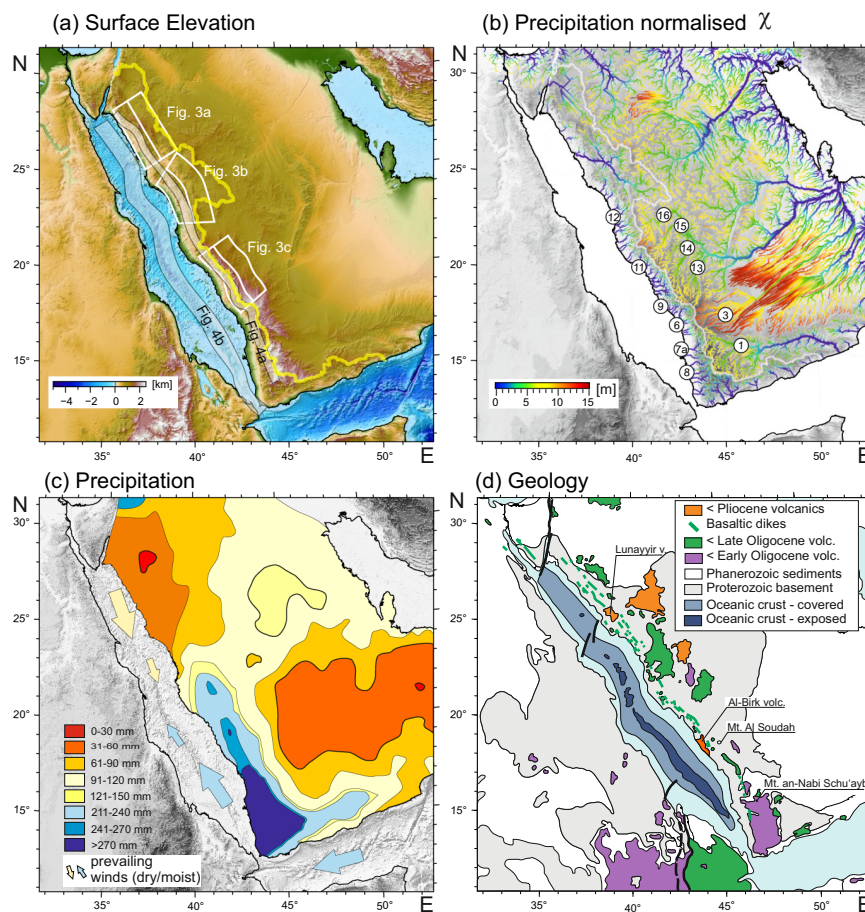 (a) Surface Elevation
N
30°
25°
20°
15°
Fig. 3a
Fig. 3b
Fig. 3c
Fig. 4b
Fig. 4a
[km]
−4 −2 0 2
35° 40° 45° 50° E
(b) Precipitation normalised χ
N
30°
25°
20°
15°
12
16
15
14
11
13
9
3
6
1
7a
8
[m]
0 5 10 15
35° 40° 45° 50° E
(c) Precipitation
N
30°
25°
20°
15°
0-30 mm
31-60 mm
61-90 mm
91-120 mm
121-150 mm
211-240 mm
241-270 mm
>270 mm
prevailing
winds (dry/moist)
35° 40° 45° 50° E
(d) Geology
N
30°
25°
20°
15°
< Pliocene volcanics
Basaltic dikes
< Late Oligocene volc.
< Early Oligocene volc.
Phanerozoic sediments
Proterozoic basement
Oceanic crust - covered
Oceanic crust - exposed
Lunayyir v.
Al-Birk volc.
Mt. Al Soudah
Mt. an-Nabi Schu'ayb
35° 40° 45° 50° E